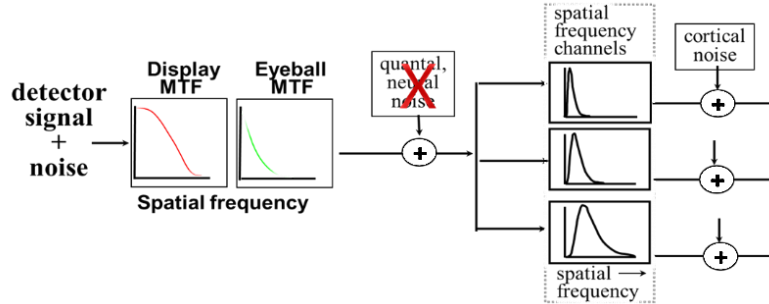 detector
signal
+
noise
Display
MTF
Eyeball
MTF
Spatial frequency
quantal,
neural
noise
+
spatial
frequency
channels
cortical
noise
+
+
+
spatial
frequency